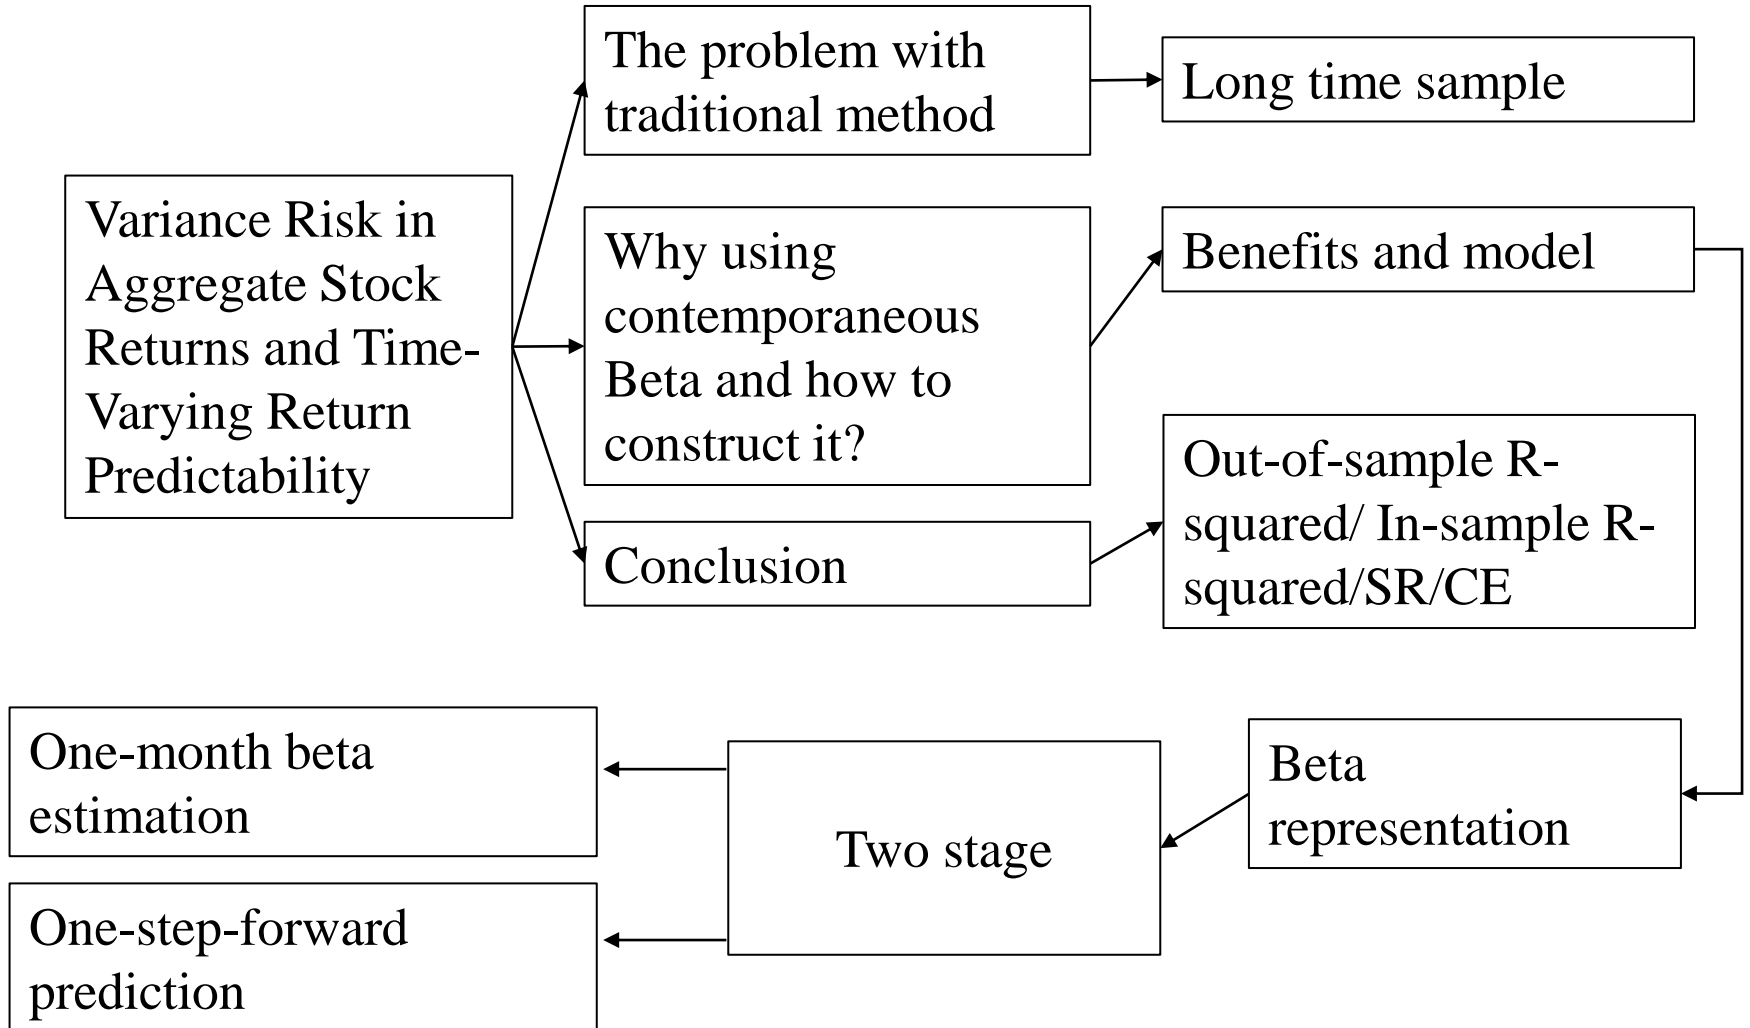 Variance Risk in
Aggregate Stock
Returns and Time-
Varying Return
Predictability
The problem with
traditional method
Long time sample
Why using
contemporaneous
Beta and how to
construct it?
Benefits and model
Conclusion
Out-of-sample R-
squared/ In-sample R-
squared/SR/CE
Beta
representation
Two stage
One-month beta
estimation
One-step-forward
prediction